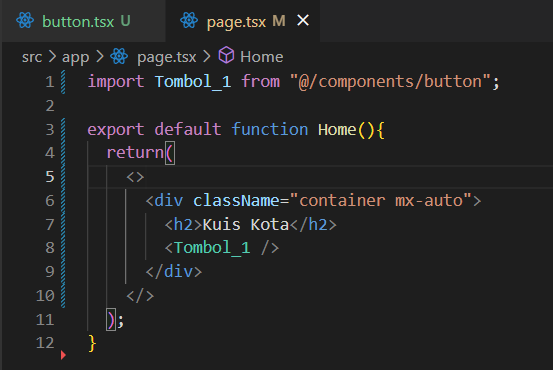 button.tsx U page.tsx M
src > app > page.tsx > Home
1 import Tombol_1 from "@/components/button";
2
3 export default function Home(){
4 return(
5 <>
6 <div className="container mx-auto">
7 <h2>Kuis Kota</h2>
8 <Tombol_1 />
9 </div>
10 </>
11 );
12 }